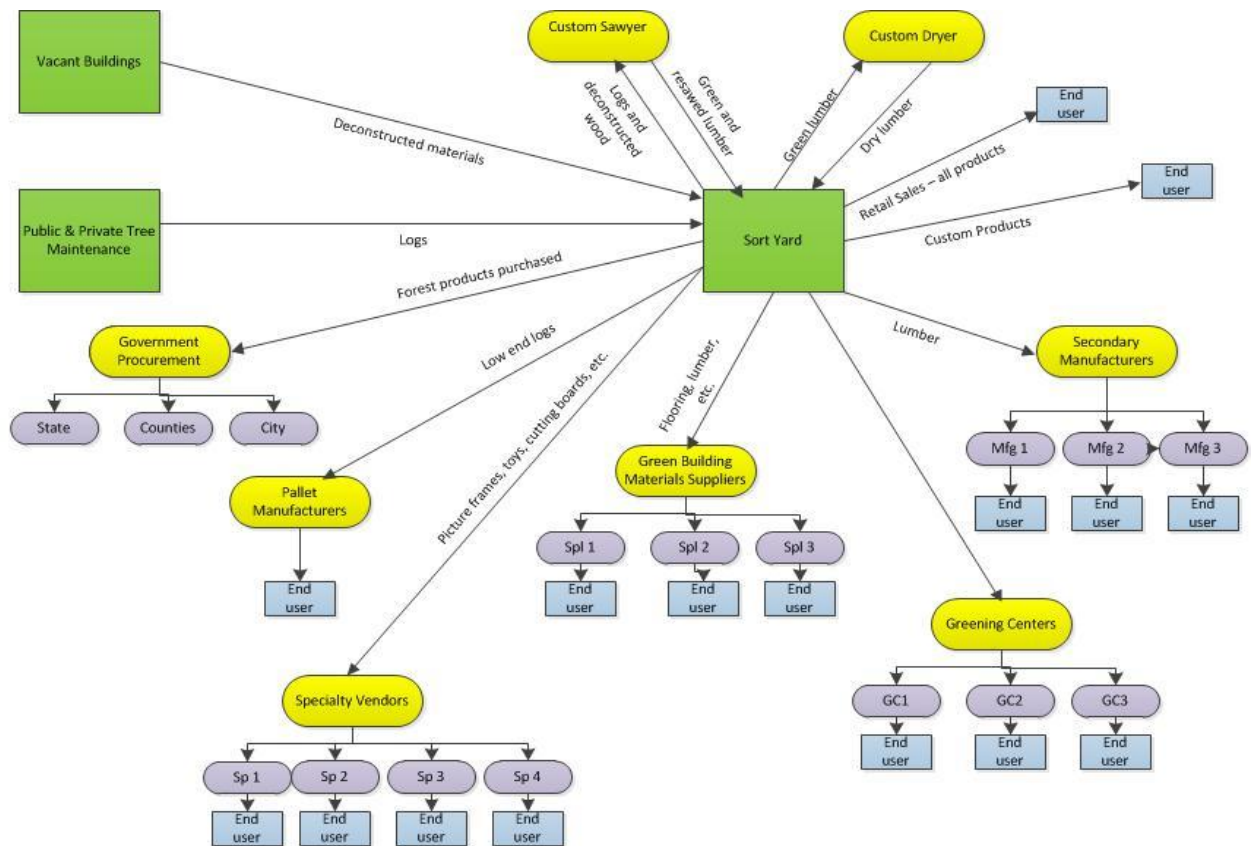 Custom Sawyer
Custom Dryer
Vacant Buildings
End
user
Logs and
deconstructed
wood
Green and
resawed lumber
Green lumber
Dry lumber
Deconstructed materials
Retail Sales – all products
End
user
Public & Private Tree
Maintenance
Logs
Sort Yard
Custom Products
Forest products purchased
Government
Procurement
Low end logs
Lumber
Secondary
Manufacturers
State
Counties
City
Picture frames, toys, cutting boards, etc.
Flooring, lumber,
etc.
Mfg 1
Mfg 2
Mfg 3
Green Building
Materials Suppliers
Pallet
Manufacturers
End
user
End
user
End
user
Spl 1
Spl 2
Spl 3
End
user
End
user
End
user
End
user
Greening Centers
Specialty Vendors
GC1
GC2
GC3
End
user
End
user
End
user
Sp 1
Sp 2
Sp 3
Sp 4
End
user
End
user
End
user
End
user